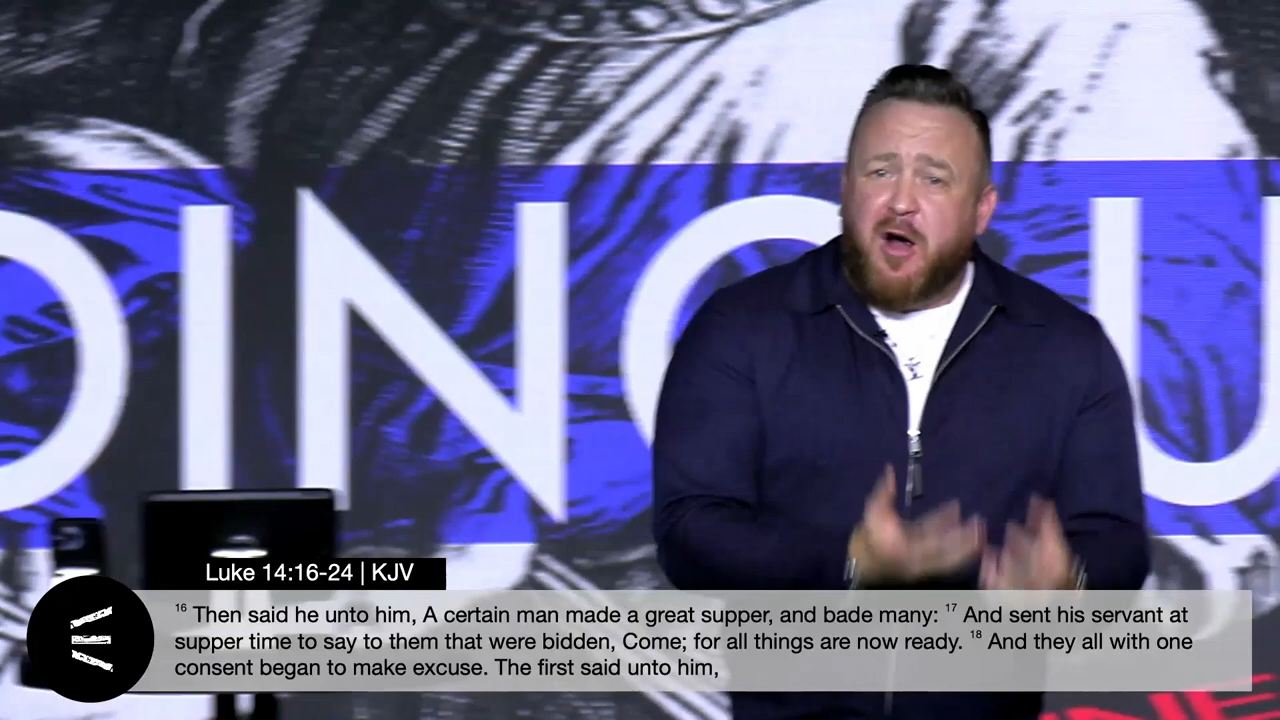 DING U
Luke 14:16-24 | KJV
16 Then said he unto him, A certain man made a great supper, and bade many: 17 And sent his servant at
supper time to say to them that were bidden, Come; for all things are now ready. 18 And they all with one
consent began to make excuse. The first said unto him,
NE